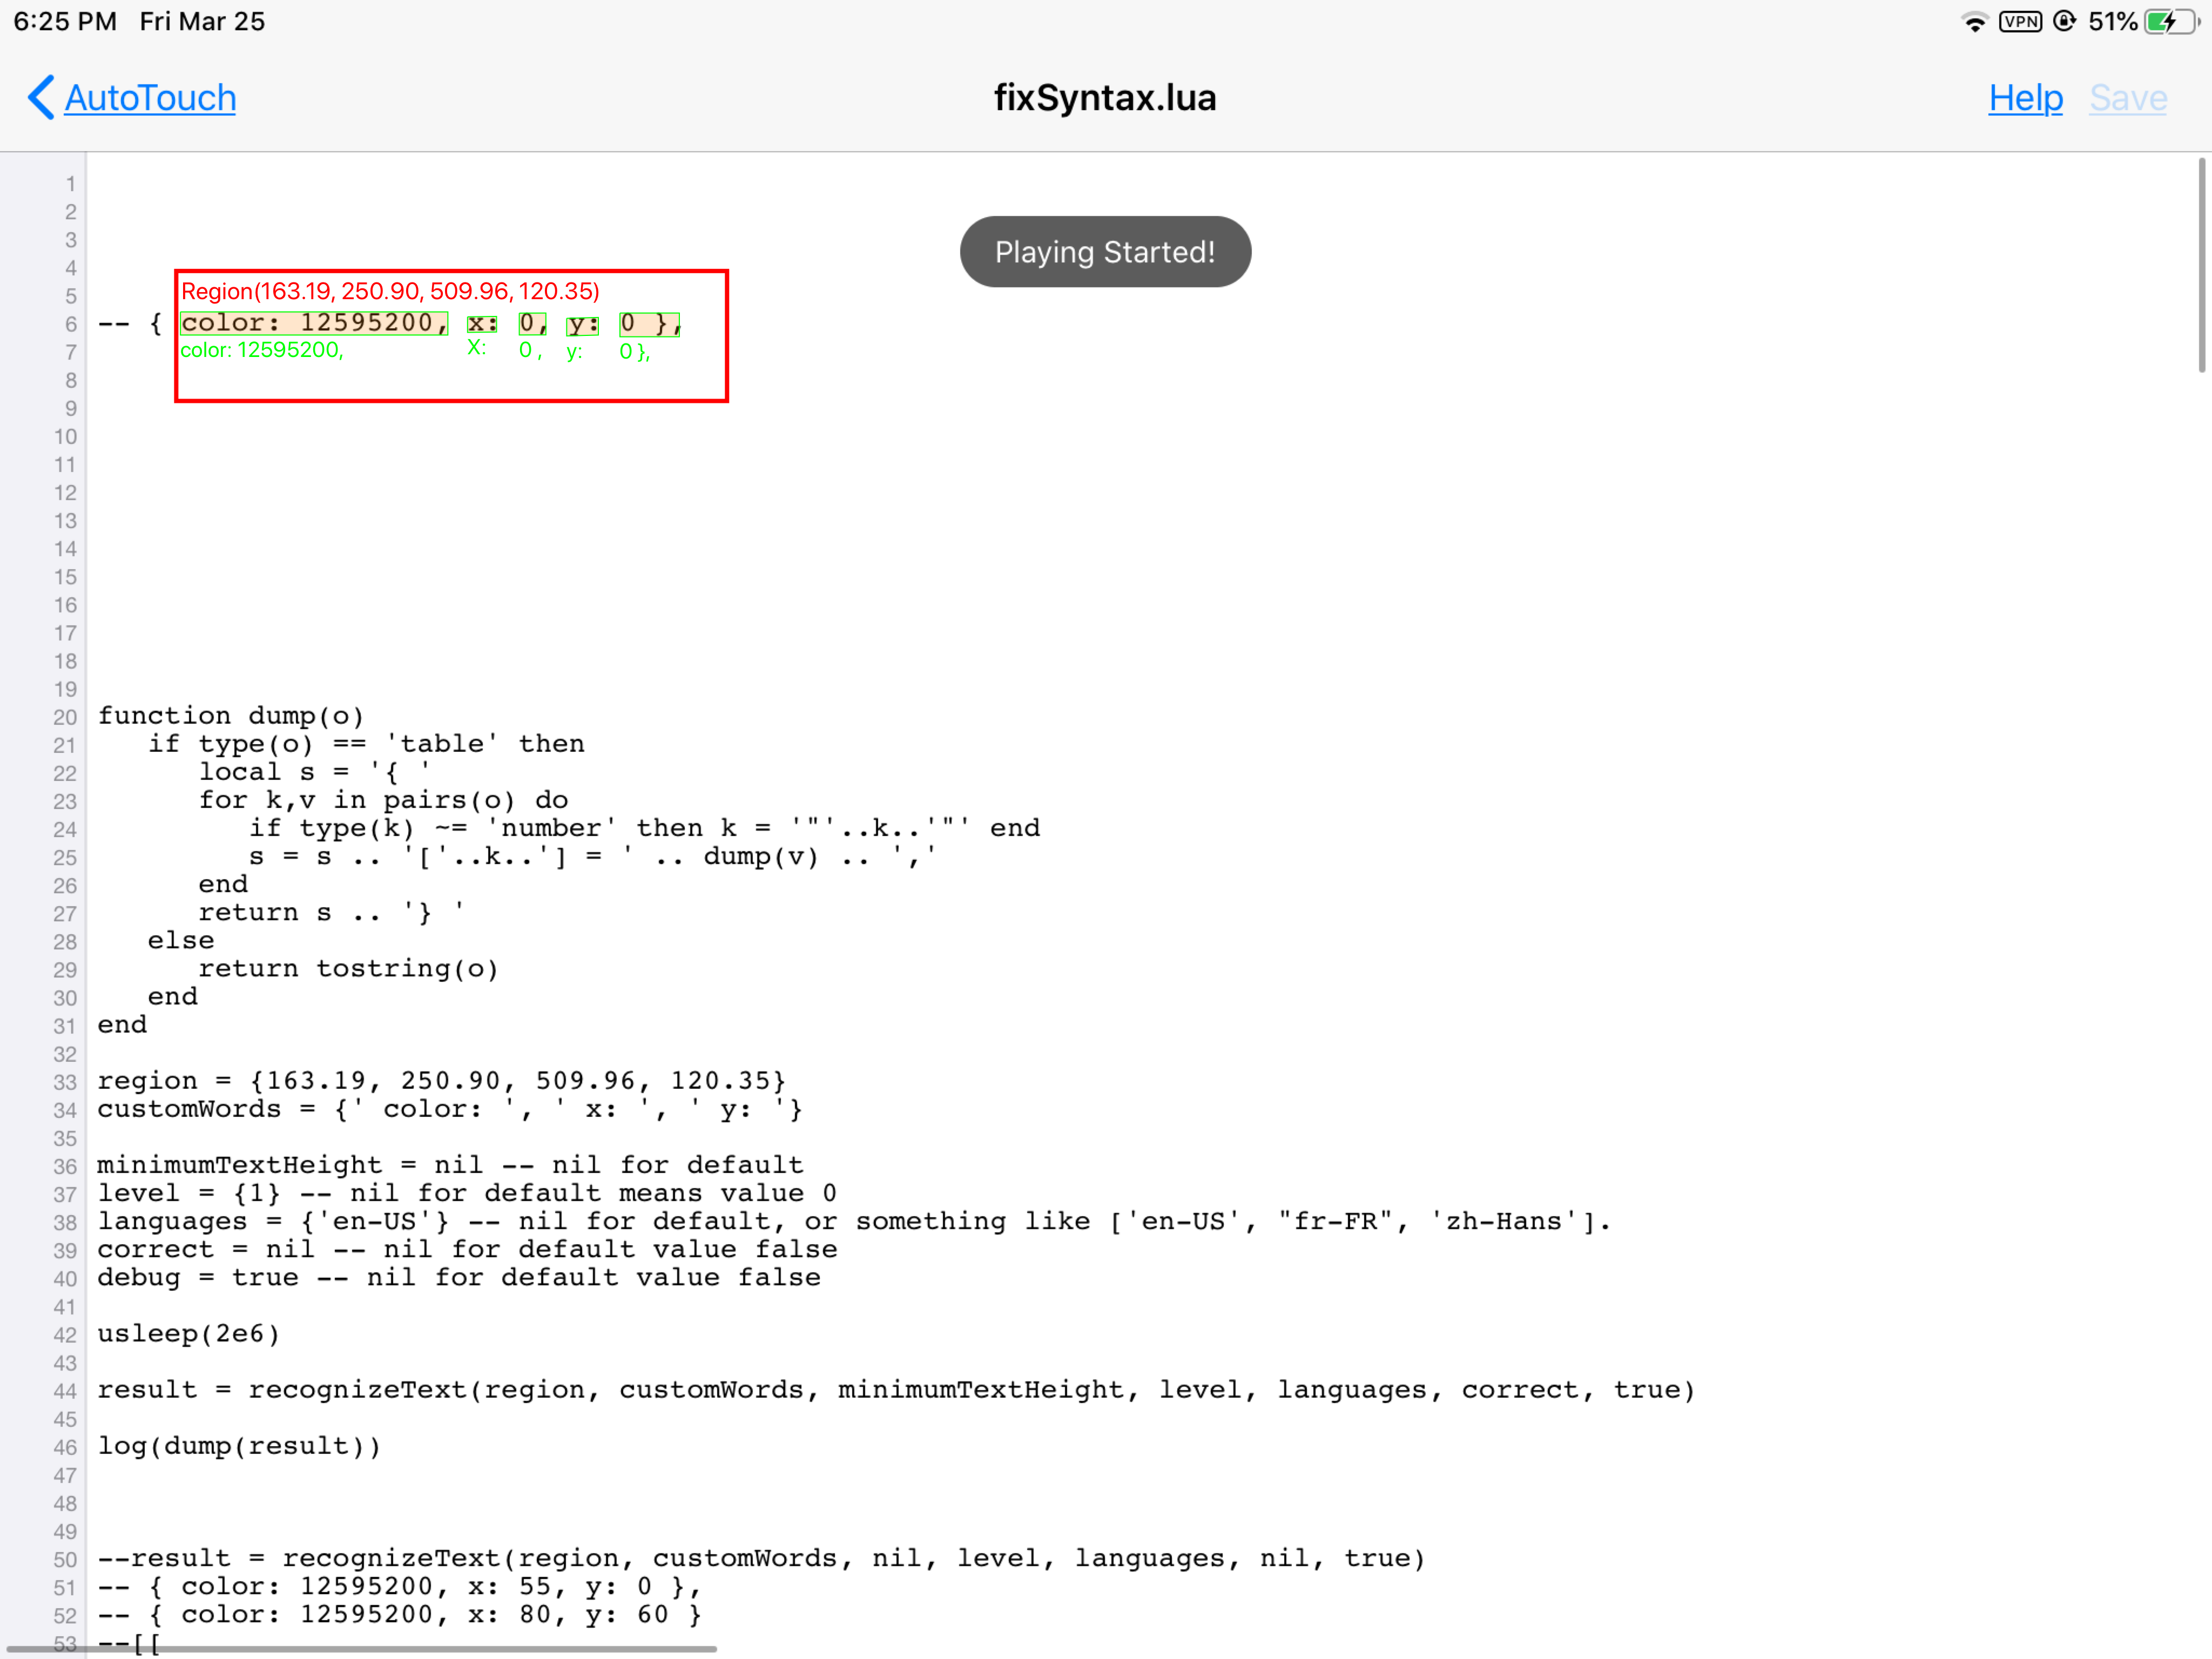 6:25 PM Fri Mar 25
VPN 51%
AutoTouch
fixSyntax.lua
Help Save
1
2
3
Playing Started!
4
5 Region(163.19, 250.90, 509.96, 120.35)
6 -- { color: 12595200, x: 0, y: 0 },
7 color: 12595200, X: 0 , y: 0 },
8
9
10
11
12
13
14
15
16
17
18
19
20 function dump(o)
21 if type(o) == 'table' then
22 local s = '{ '
23 for k,v in pairs(o) do
24 if type(k) ~= 'number' then k = '"'..k..'"' end
25 s = s .. '['..k..'] = ' .. dump(v) .. ','
26 end
27 return s .. '} '
28 else
29 return tostring(o)
30 end
31 end
32
33 region = {163.19, 250.90, 509.96, 120.35}
34 customWords = {' color: ', ' x: ', ' y: '}
35
36 minimumTextHeight = nil -- nil for default
37 level = {1} -- nil for default means value 0
38 languages = {'en-US'} -- nil for default, or something like ['en-US', "fr-FR", 'zh-Hans'].
39 correct = nil -- nil for default value false
40 debug = true -- nil for default value false
41
42 usleep(2e6)
43
44 result = recognizeText(region, customWords, minimumTextHeight, level, languages, correct, true)
45
46 log(dump(result))
47
48
49
50 --result = recognizeText(region, customWords, nil, level, languages, nil, true)
51 -- { color: 12595200, x: 55, y: 0 },
52 -- { color: 12595200, x: 80, y: 60 }
53 --[[